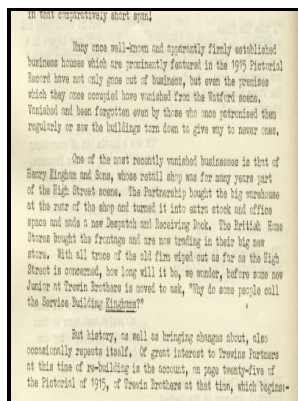 in that comparatively short span!
Many once well-known and apparently firmly established
business houses which are prominently featured in the 1915 Pictorial
Record have not only gone out of business, but even the premises
which they once occupied have vanished from the Watford scene.
Vanished and been forgotten even by those who once patronised them
regularly or saw the buildings torn down to give way to newer ones.
One of the most recently vanished businesses is that of
Henry Kingham and Sons, whose retail shop was for many years part
of the High Street scene. The Partnership bought the big warehouse
at the rear of the shop and turned it into extra stock and office
space and made a new Despatch and Receiving Dock. The British Home
Stores bought the frontage and are now trading in their big new
store. With all trace of the old firm wiped out as far as the High
Street is concerned, how long will it be, we wonder, before some new
Junior at Trewin Brothers is moved to ask, "Why do some people call
the Service Building Kinghams?"
But history, as well as bringing changes about, also
occasionally repeats itself. Of great interest to Trewins Partners
at this time of re-building is the account, on page twenty-five of
the Pictorial of 1915, of Trewin Brothers at that time, which begins:-